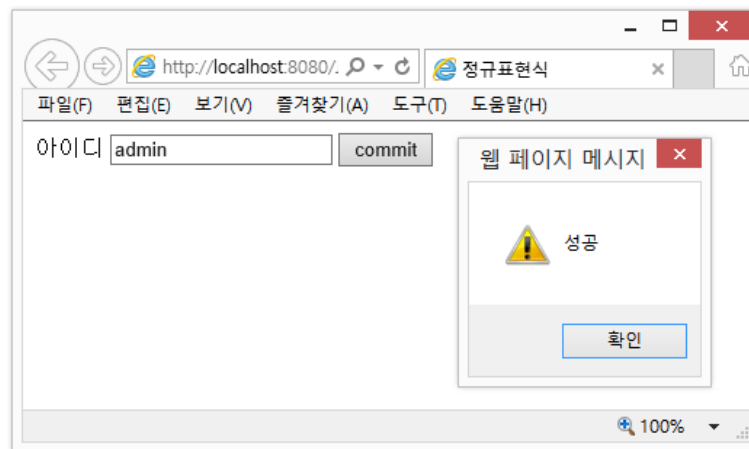 http://localhost:8080/. 정규표현식
파일(F) 편집(E) 보기(V) 즐겨찾기(A) 도구(T) 도움말(H)
아이디 admin commit
웹 페이지 메시지
성공
확인
100%